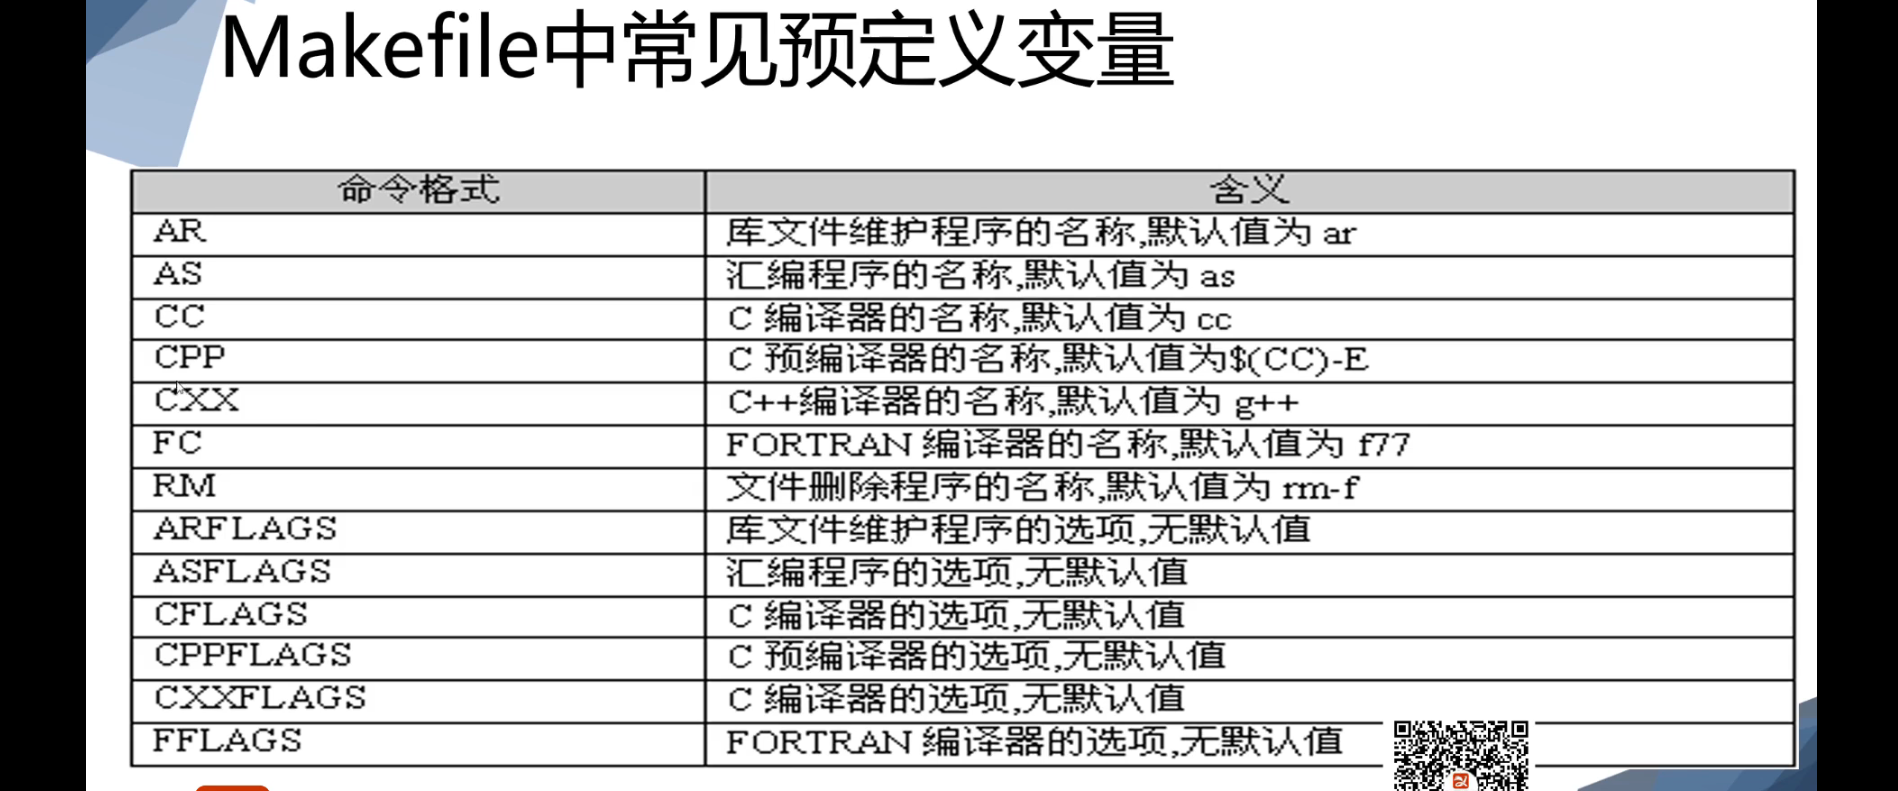 Makefile中常见预定义变量
命令格式 含义
AR 库文件维护程序的名称,默认值为 ar
AS 汇编程序的名称,默认值为 as
CC C 编译器的名称,默认值为 cc
CPP C 预编译器的名称,默认值为$(CC)-E
CXX C++编译器的名称,默认值为 g++
FC FORTRAN 编译器的名称,默认值为 f77
RM 文件删除程序的名称,默认值为 rm-f
ARFLAGS 库文件维护程序的选项,无默认值
ASFLAGS 汇编程序的选项,无默认值
CFLAGS C 编译器的选项,无默认值
CPPFLAGS C 预编译器的选项,无默认值
CXXFLAGS C 编译器的选项,无默认值
FFLAGS FORTRAN 编译器的选项,无默认值